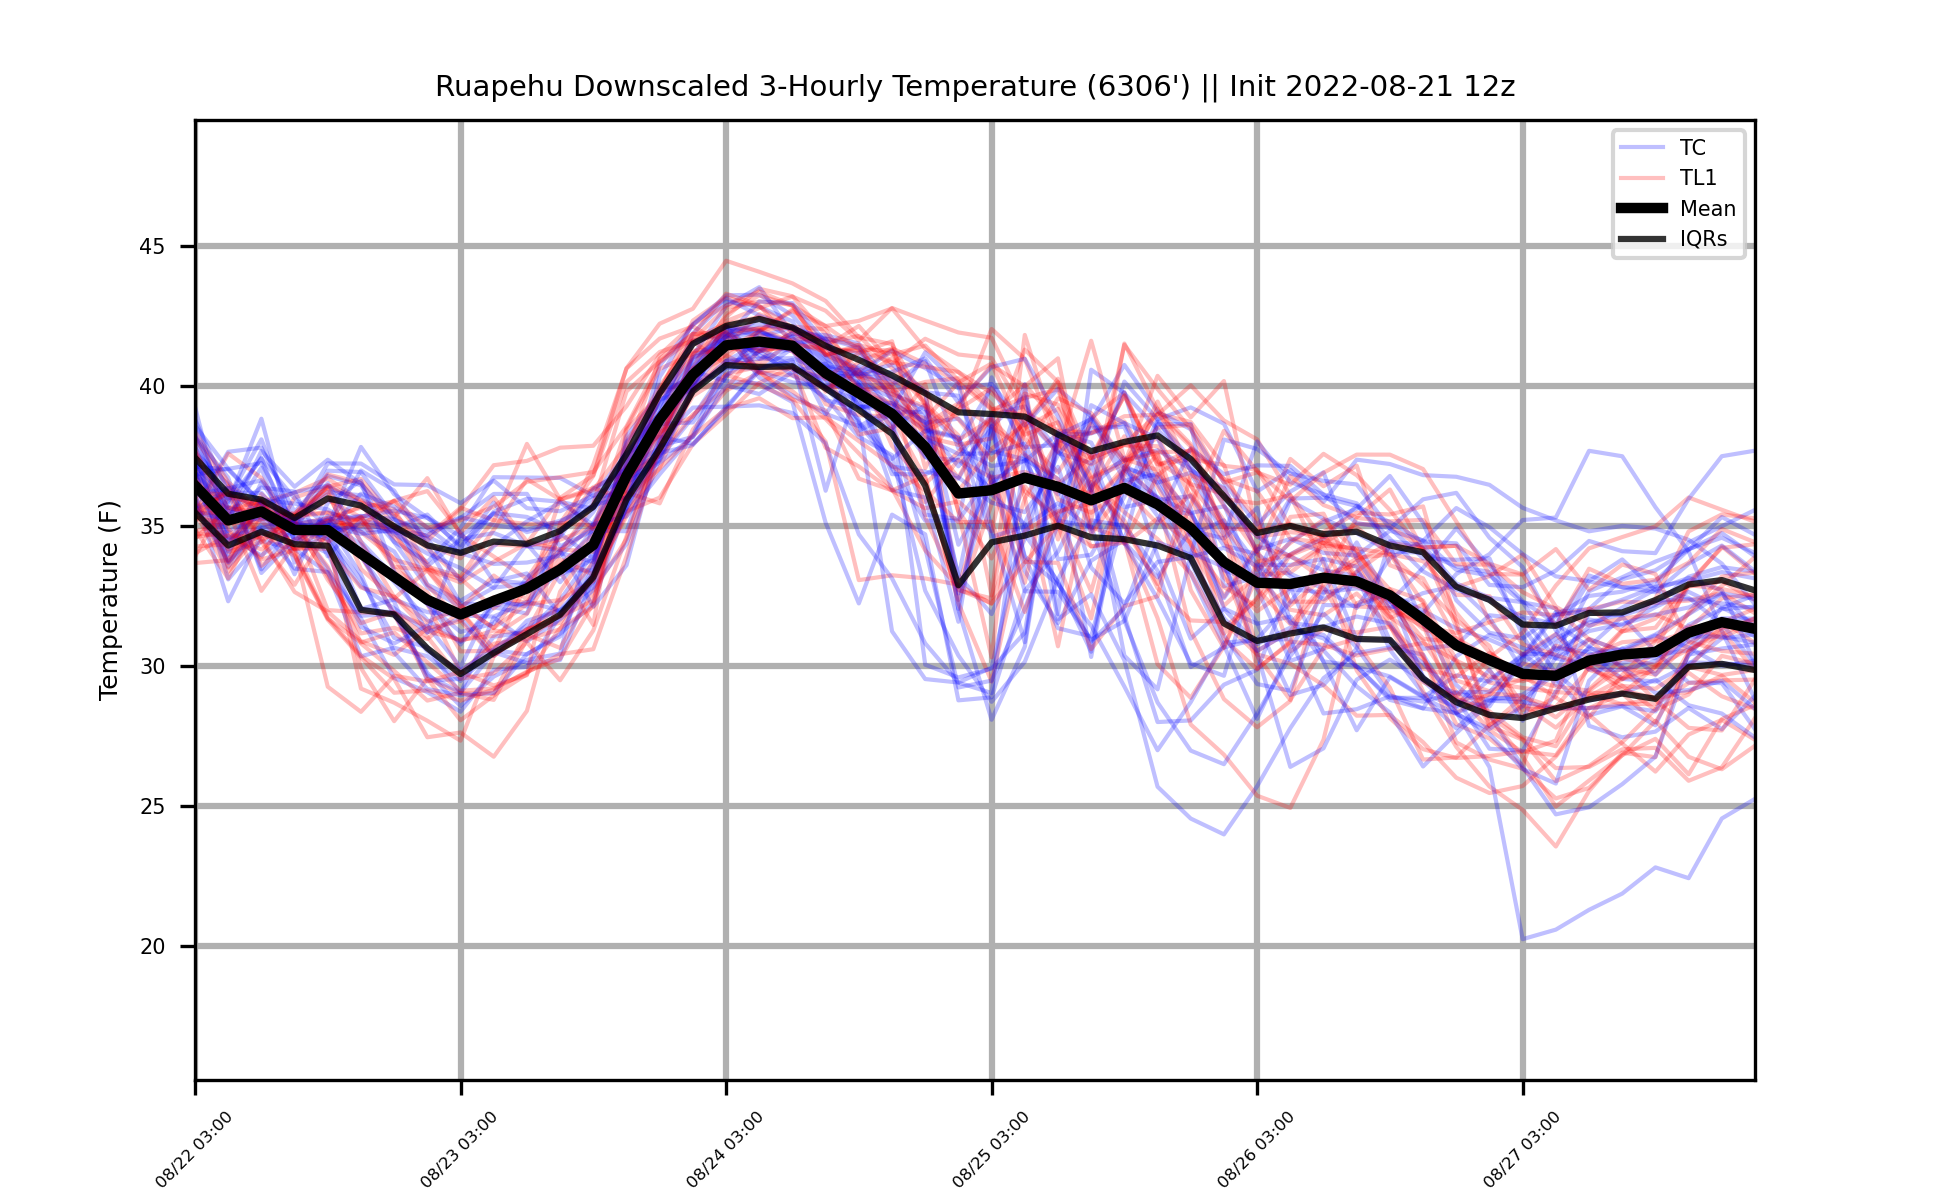 Ruapehu Downscaled 3-Hourly Temperature (6306') || Init 2022-08-21 12z
TC
TL1
Mean
IQRs
45
40
35
30
25
20
Temperature (F)
08/22 03:00
08/23 03:00
08/24 03:00
08/25 03:00
08/26 03:00
08/27 03:00